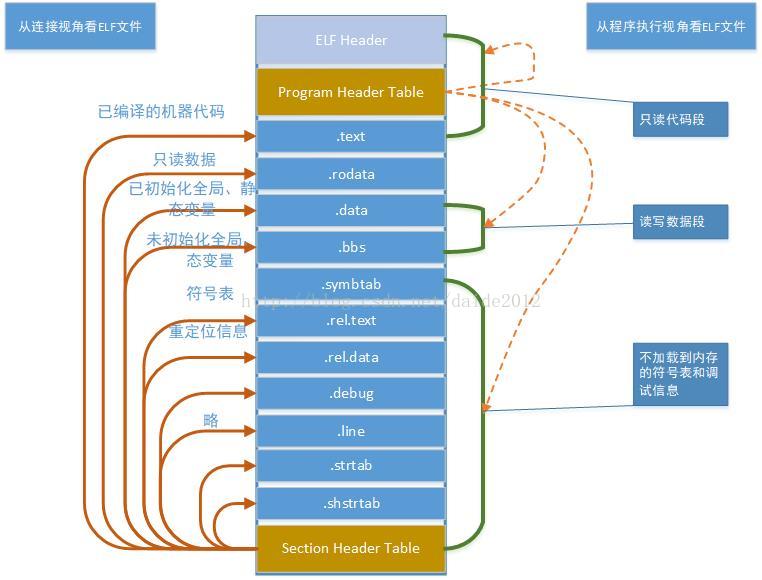 从连接视角看ELF文件
从程序执行视角看ELF文件
ELF Header
Program Header Table
.text
.rodata
.data
.bbs
.symbtab
.rel.text
.rel.data
.debug
.line
.strtab
.shstrtab
Section Header Table
已编译的机器代码
只读数据
已初始化全局、静
态变量
未初始化全局
态变量
符号表
重定位信息
略
只读代码段
读写数据段
不加载到内存
的符号表和调
试信息
http://blog.csdn.net/daide2012